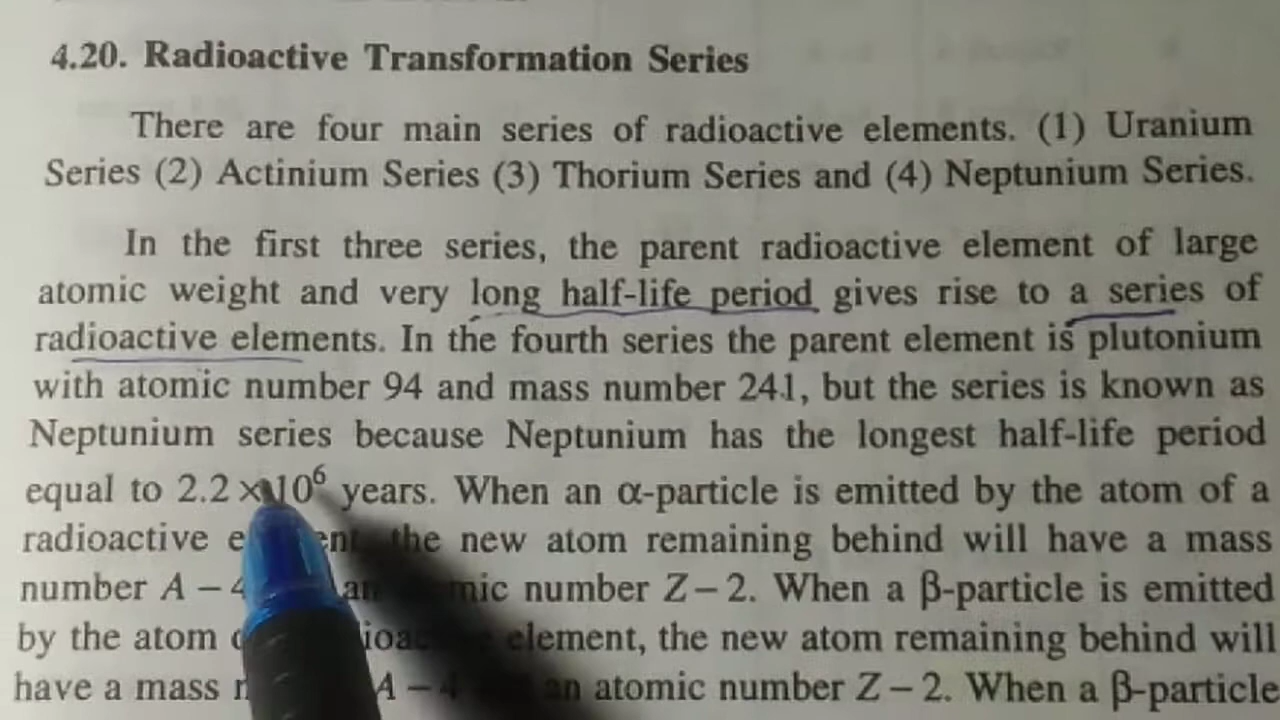 4.20. Radioactive Transformation Series
There are four main series of radioactive elements. (1) Uranium
Series (2) Actinium Series (3) Thorium Series and (4) Neptunium Series.
In the first three series, the parent radioactive element of large
atomic weight and very long half-life period gives rise to a series of
radioactive elements. In the fourth series the parent element is plutonium
with atomic number 94 and mass number 241, but the series is known as
Neptunium series because Neptunium has the longest half-life period
equal to 2.2 × 10⁶ years. When an α-particle is emitted by the atom of a
radioactive the new atom remaining behind will have a mass
number A – 4 number Z – 2. When a β-particle is emitted
by the atom element, the new atom remaining behind will
have a mass A – 4 an atomic number Z – 2. When a β-particle